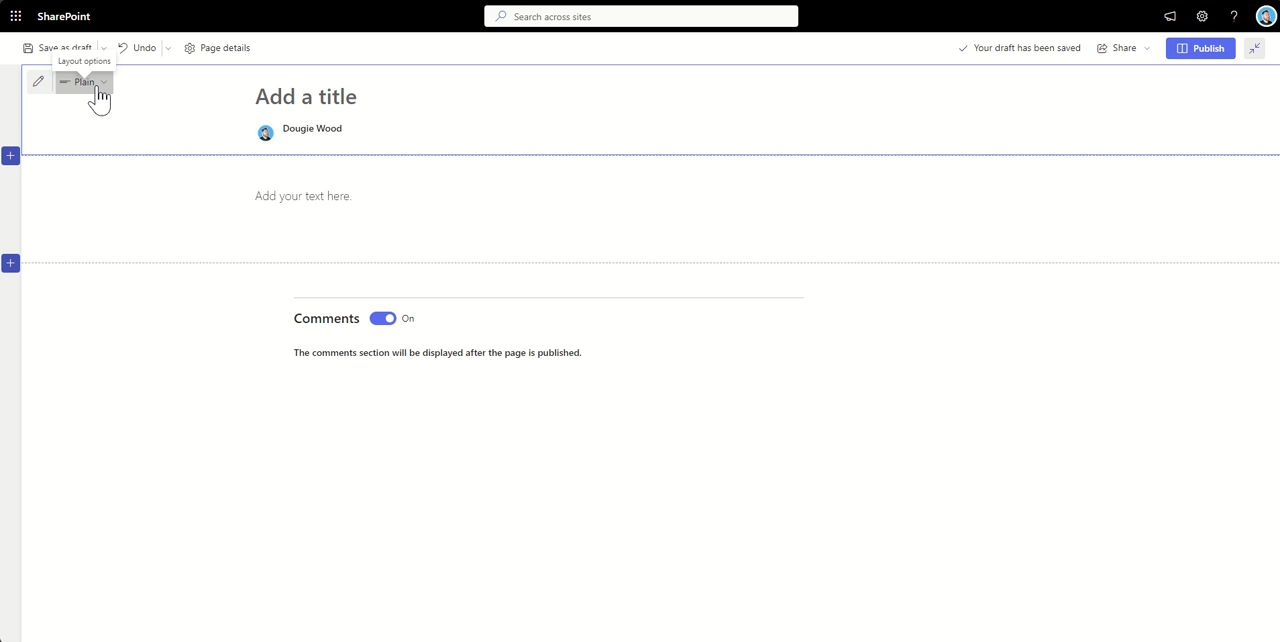 SharePoint
Search across sites
?
Save as draft
Undo
Page details
Your draft has been saved
Share
Publish
Layout options
Plain
Add a title
Dougie Wood
Add your text here.
Comments
On
The comments section will be displayed after the page is published.